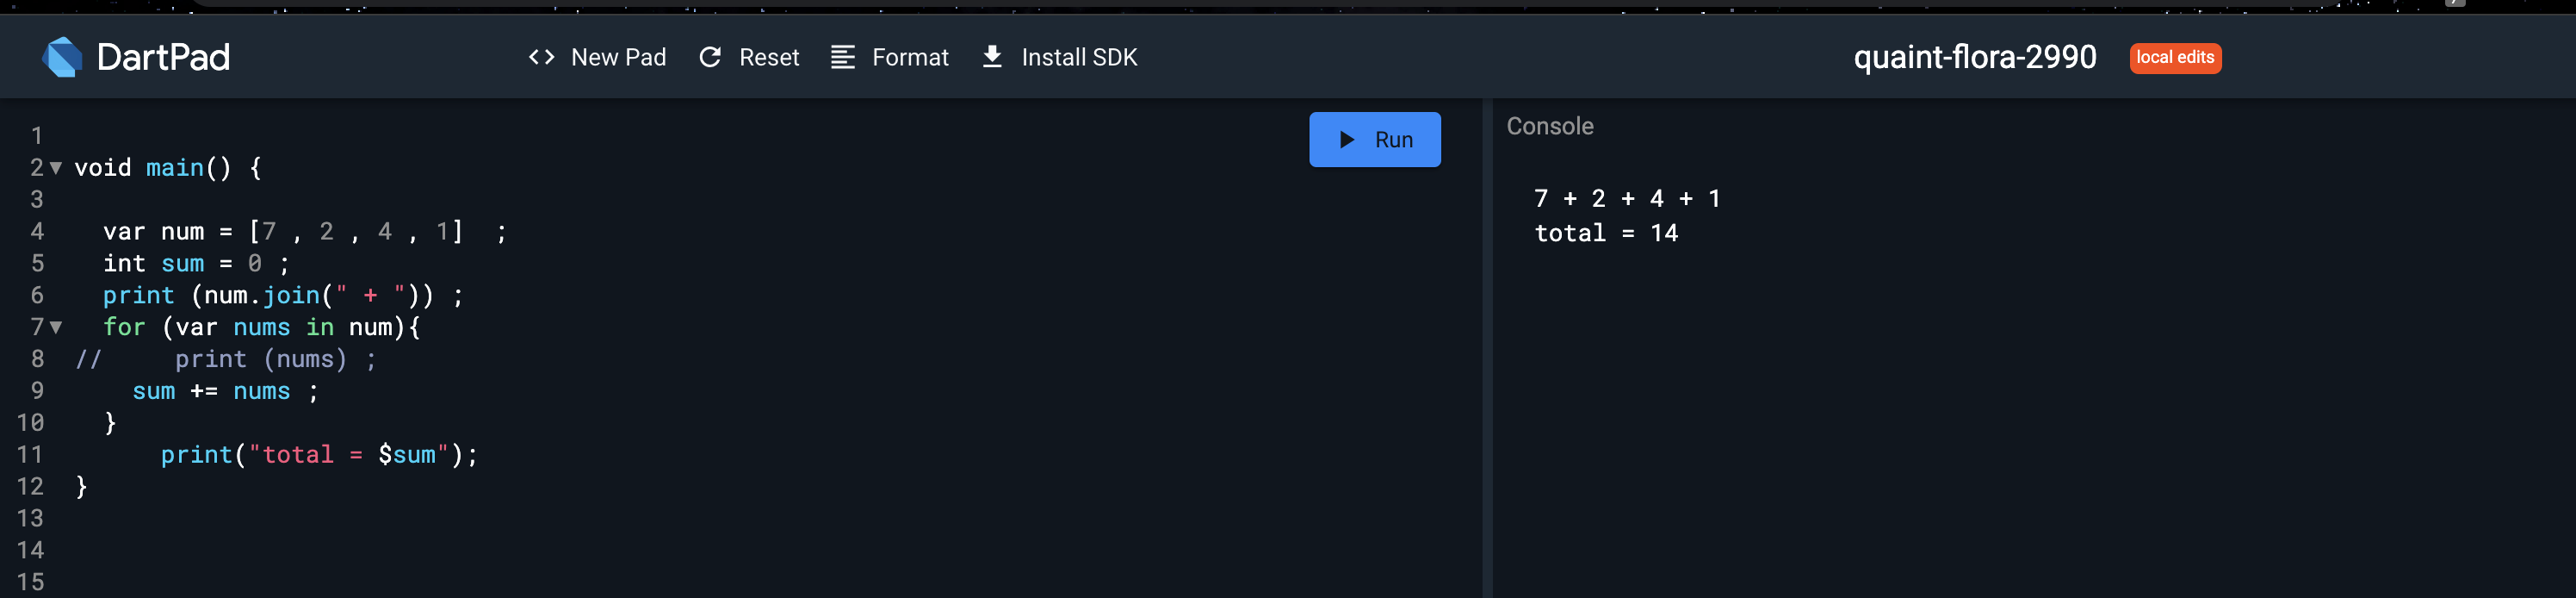 DartPad
<> New Pad Reset Format Install SDK
quaint-flora-2990 local edits
Run
1
2 void main() {
3
4 var num = [7 , 2 , 4 , 1]  ;
5 int sum = 0 ;
6 print (num.join(" + ")) ;
7 for (var nums in num){
8 //     print (nums) ;
9 sum += nums ;
10 }
11 print("total = $sum");
12 }
13
14
15
Console
7 + 2 + 4 + 1
total = 14